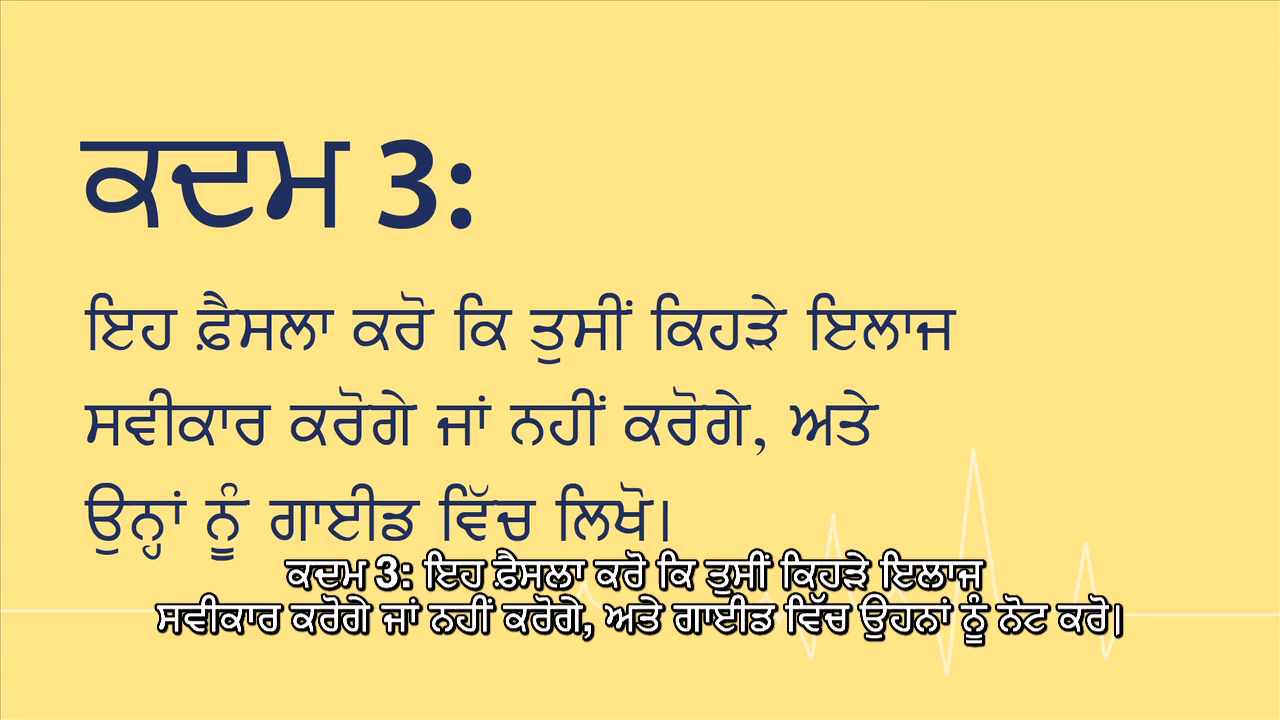 ਕਦਮ 3:
ਇਹ ਫ਼ੈਸਲਾ ਕਰੋ ਕਿ ਤੁਸੀਂ ਕਿਹੜੇ ਇਲਾਜ
ਸਵੀਕਾਰ ਕਰੋਗੇ ਜਾਂ ਨਹੀਂ ਕਰੋਗੇ, ਅਤੇ
ਉਨ੍ਹਾਂ ਨੂੰ ਗਾਈਡ ਵਿੱਚ ਲਿਖੋ।
ਕਦਮ 3: ਇਹ ਫ਼ੈਸਲਾ ਕਰੋ ਕਿ ਤੁਸੀਂ ਕਿਹੜੇ ਇਲਾਜ
ਸਵੀਕਾਰ ਕਰੋਗੇ ਜਾਂ ਨਹੀਂ ਕਰੋਗੇ, ਅਤੇ ਗਾਈਡ ਵਿੱਚ ਉਹਨਾਂ ਨੂੰ ਨੋਟ ਕਰੋ।